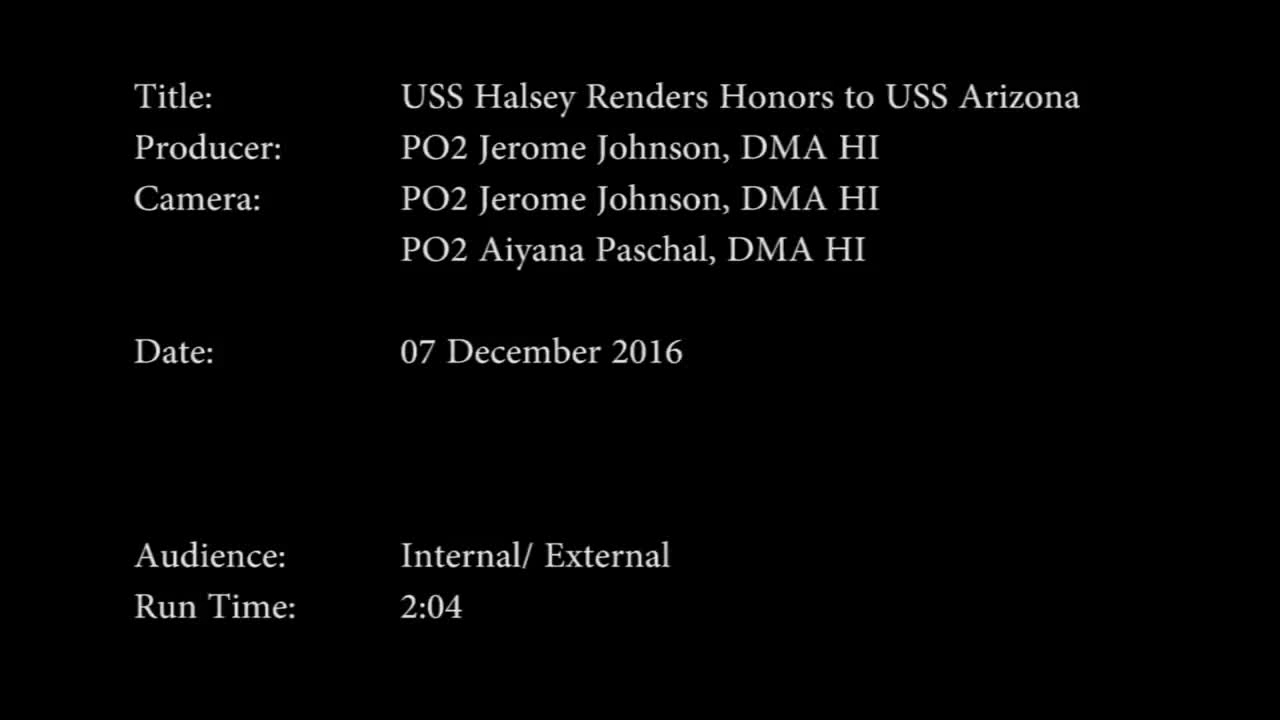 Title: USS Halsey Renders Honors to USS Arizona
Producer: PO2 Jerome Johnson, DMA HI
Camera: PO2 Jerome Johnson, DMA HI
PO2 Aiyana Paschal, DMA HI
Date: 07 December 2016
Audience: Internal/ External
Run Time: 2:04